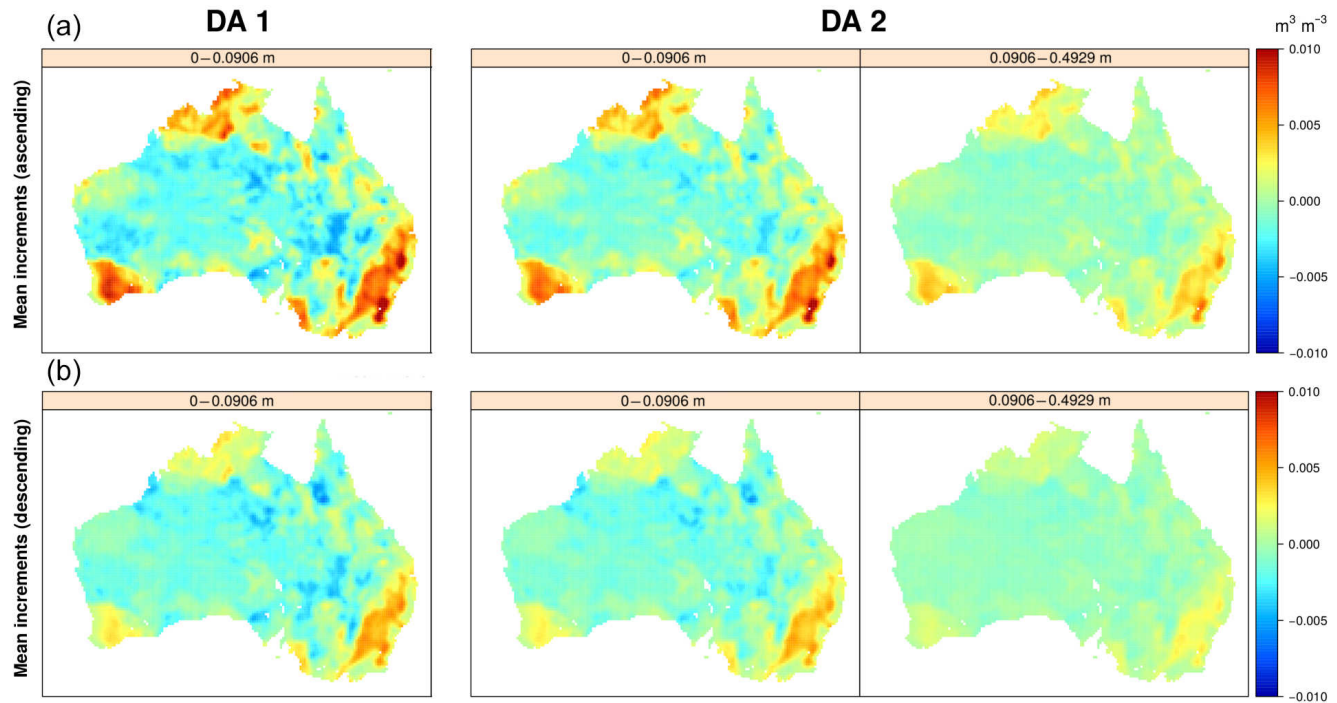 (a) DA 1 DA 2 m³ m⁻³
0−0.0906 m 0−0.0906 m 0.0906−0.4929 m
Mean increments (ascending)
0.010
0.005
0.000
−0.005
−0.010
(b)
0−0.0906 m 0−0.0906 m 0.0906−0.4929 m
Mean increments (descending)
0.010
0.005
0.000
−0.005
−0.010